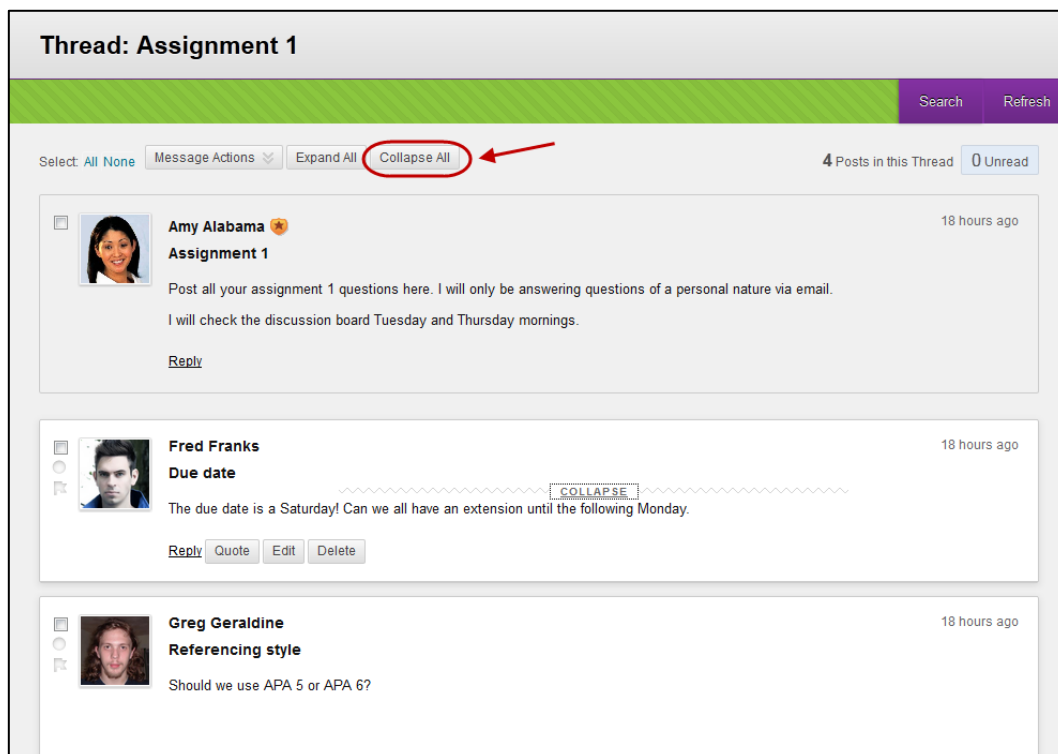 Thread: Assignment 1
Search Refresh
Select: All None Message Actions Expand All Collapse All 4 Posts in this Thread 0 Unread
Amy Alabama 18 hours ago
Assignment 1
Post all your assignment 1 questions here. I will only be answering questions of a personal nature via email.
I will check the discussion board Tuesday and Thursday mornings.
Reply
Fred Franks 18 hours ago
Due date
COLLAPSE
The due date is a Saturday! Can we all have an extension until the following Monday.
Reply Quote Edit Delete
Greg Geraldine 18 hours ago
Referencing style
Should we use APA 5 or APA 6?